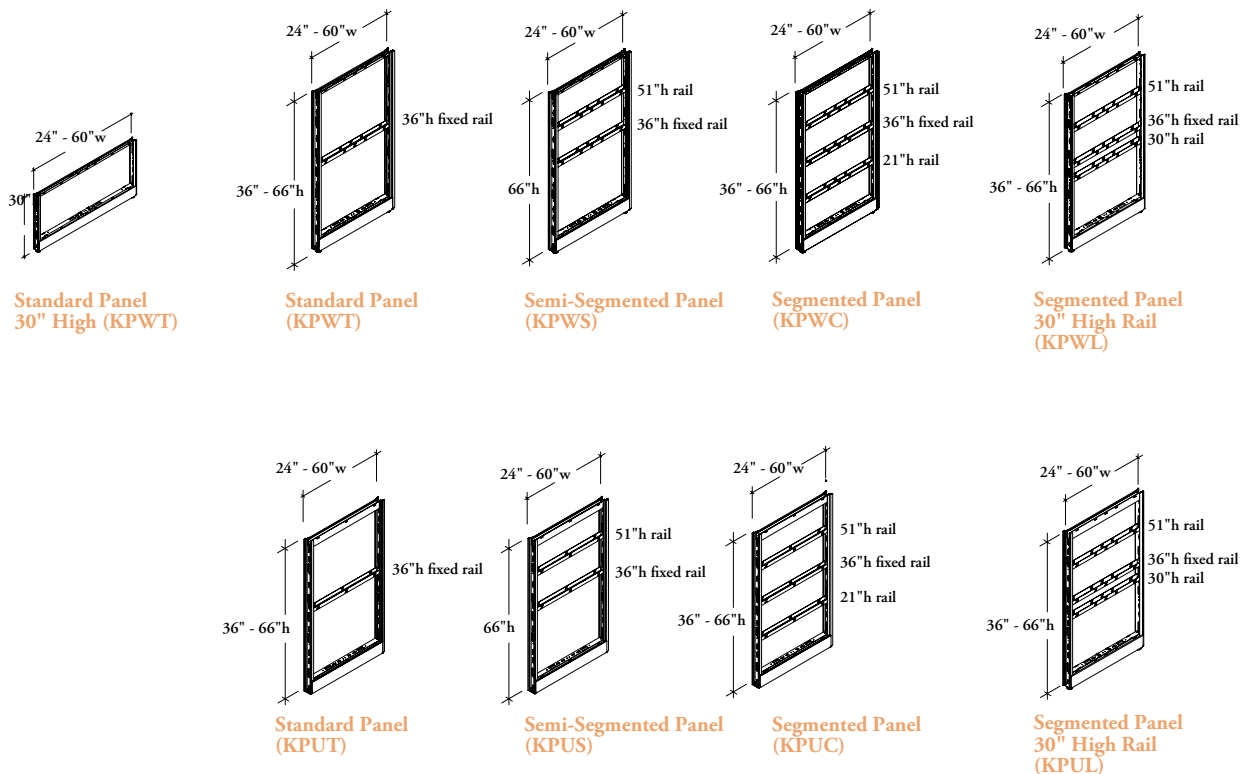 24" - 60"w
30"
Standard Panel
30" High (KPWT)
24" - 60"w
36"h fixed rail
36" - 66"h
Standard Panel
(KPWT)
24" - 60"w
51"h rail
36"h fixed rail
66"h
Semi-Segmented Panel
(KPWS)
24" - 60"w
51"h rail
36"h fixed rail
21"h rail
36" - 66"h
Segmented Panel
(KPWC)
24" - 60"w
51"h rail
36"h fixed rail
30"h rail
36" - 66"h
Segmented Panel
30" High Rail
(KPWL)
24" - 60"w
36"h fixed rail
36" - 66"h
Standard Panel
(KPUT)
24" - 60"w
51"h rail
36"h fixed rail
66"h
Semi-Segmented Panel
(KPUS)
24" - 60"w
51"h rail
36"h fixed rail
21"h rail
36" - 66"h
Segmented Panel
(KPUC)
24" - 60"w
51"h rail
36"h fixed rail
30"h rail
36" - 66"h
Segmented Panel
30" High Rail
(KPUL)